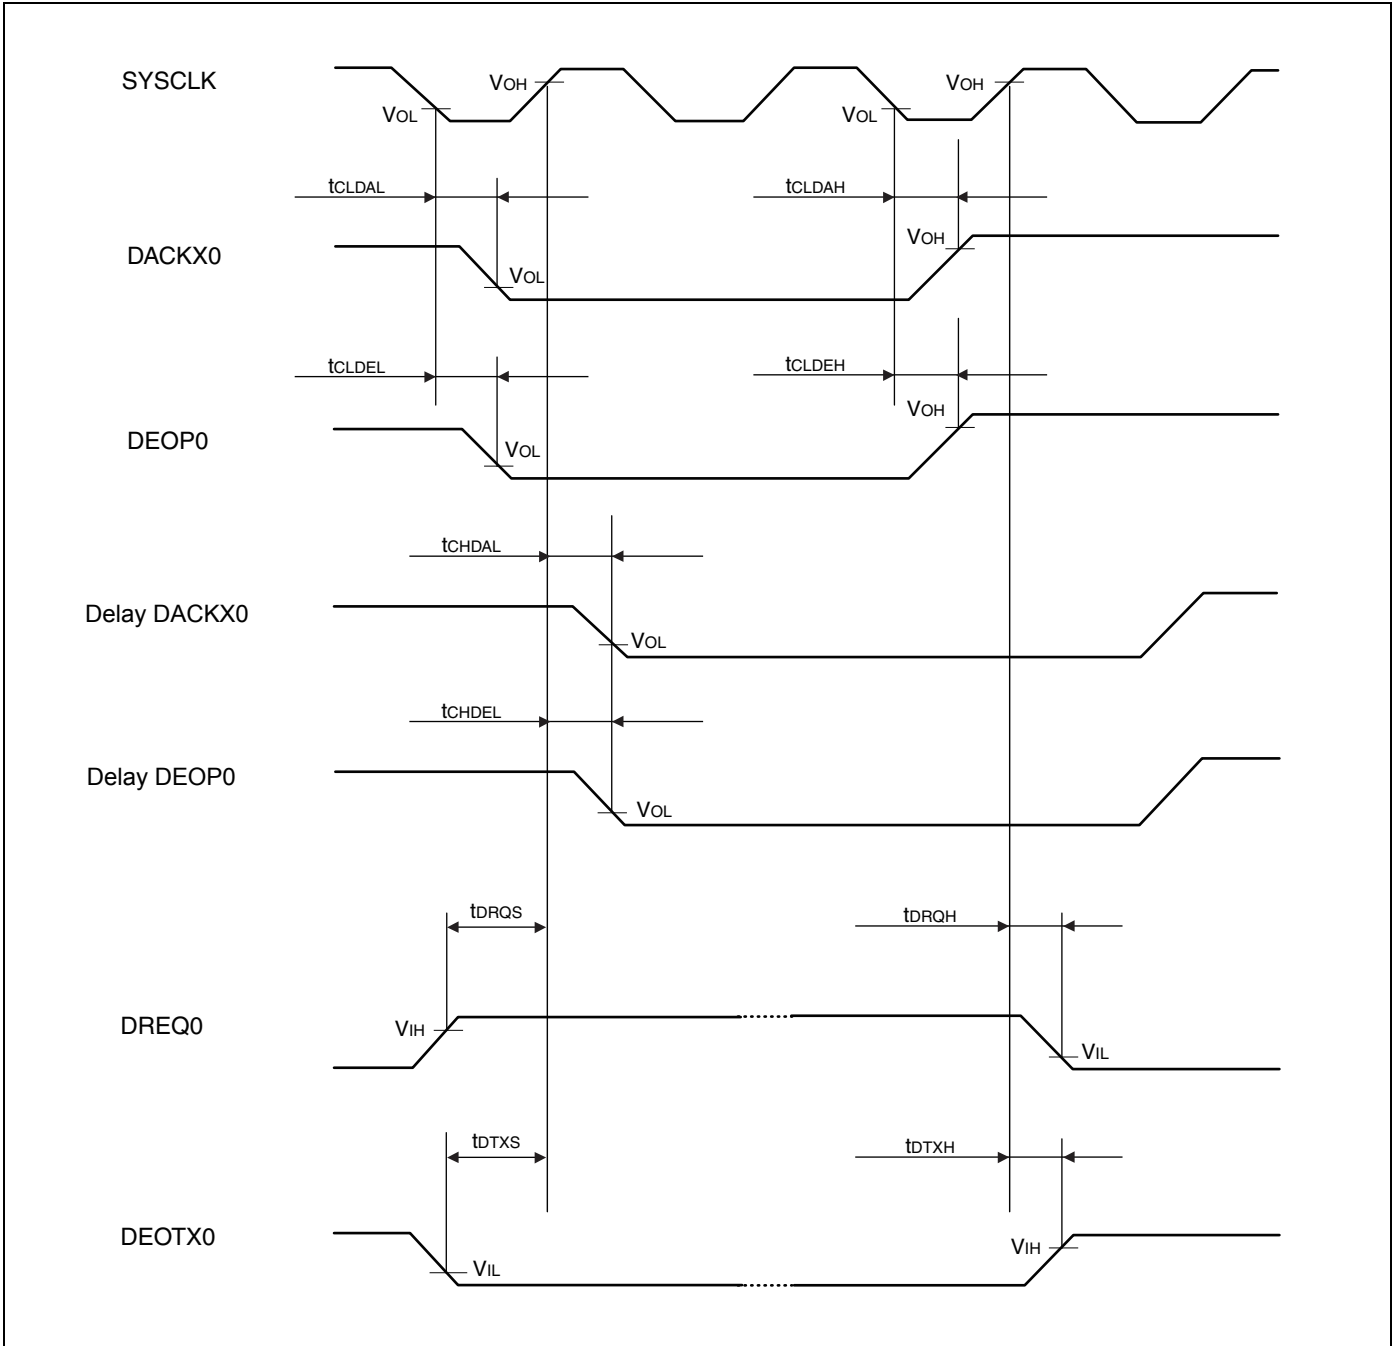 SYSCLK
VOL
VOH
VOL
VOH
tCLDAL
tCLDAH
DACKX0
VOL
VOH
tCLDEL
tCLDEH
DEOP0
VOL
VOH
tCHDAL
Delay DACKX0
VOL
tCHDEL
Delay DEOP0
VOL
tDRQS
tDRQH
DREQ0
VIH
VIL
tDTXS
tDTXH
DEOTX0
VIL
VIH